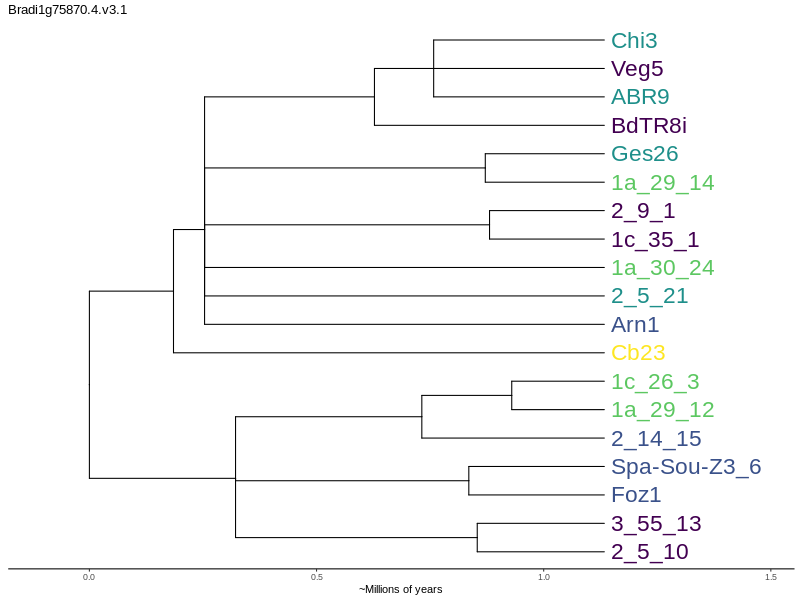 Bradi1g75870.4.v3.1
Chi3
Veg5
ABR9
BdTR8i
Ges26
1a_29_14
2_9_1
1c_35_1
1a_30_24
2_5_21
Arn1
Cb23
1c_26_3
1a_29_12
2_14_15
Spa-Sou-Z3_6
Foz1
3_55_13
2_5_10
0.0 0.5 1.0 1.5
~Millions of years